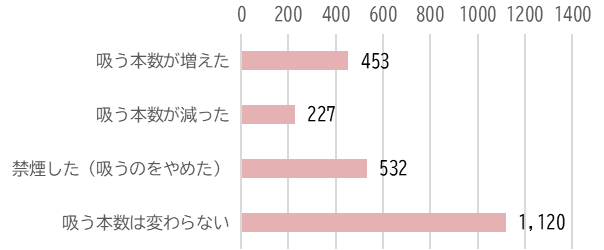 0 200 400 600 800 1000 1200 1400
吸う本数が増えた 453
吸う本数が減った 227
禁煙した（吸うのをやめた） 532
吸う本数は変わらない 1,120